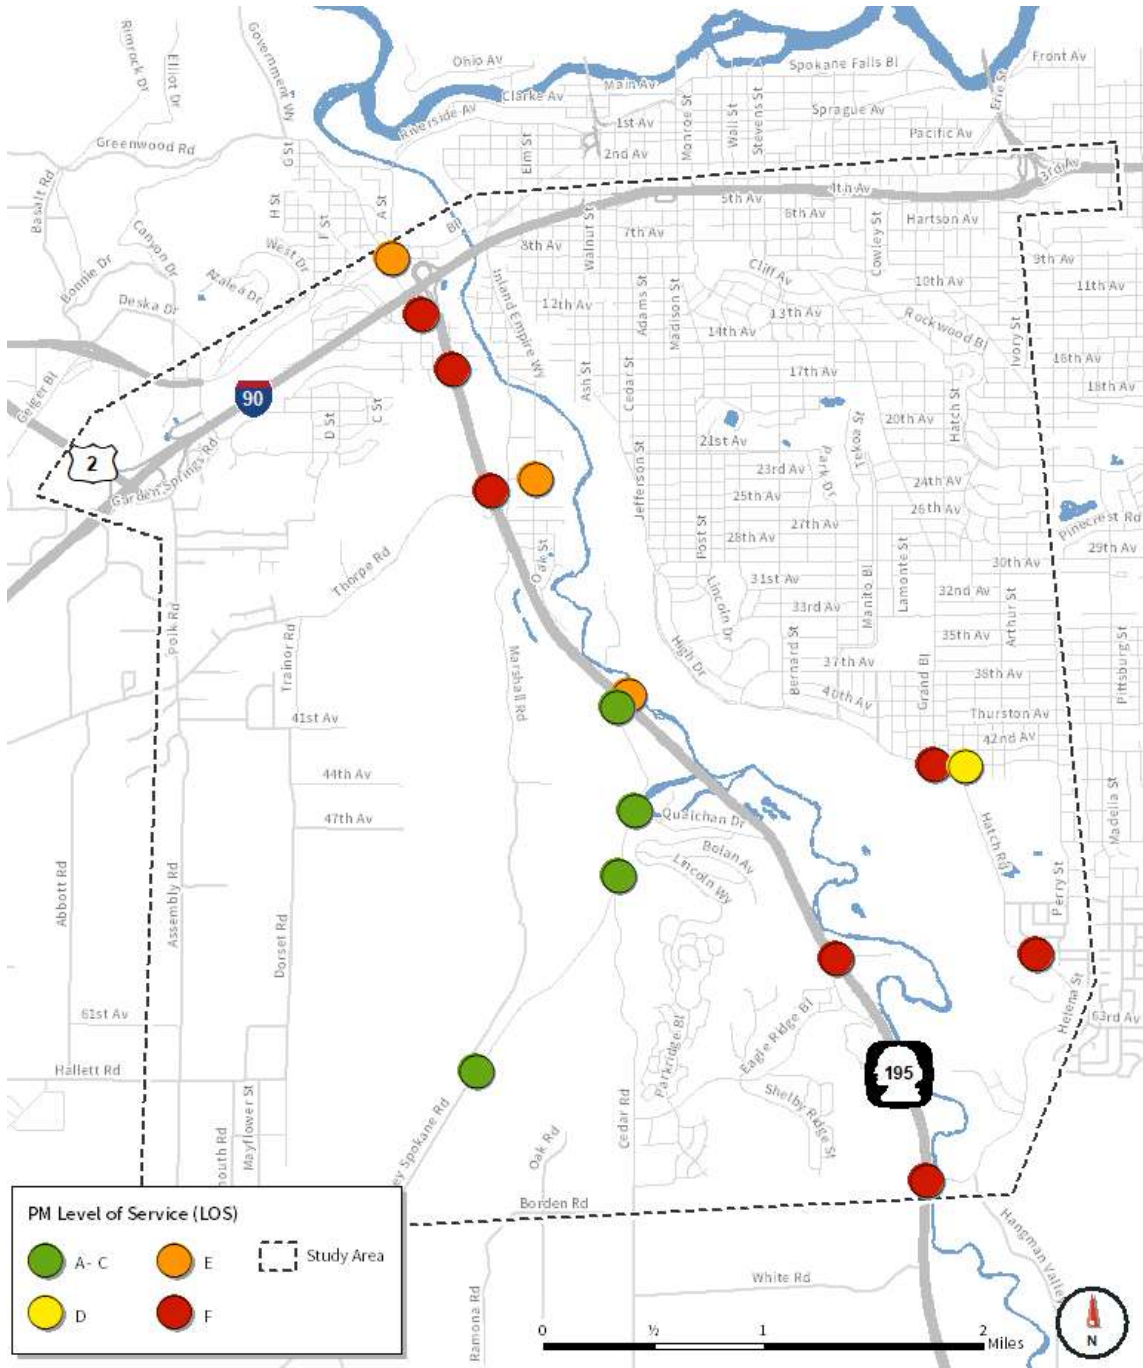 Rimrock Dr
Elliot Dr
Government Wy
Ohio Av
Clarke Av
Main Av
Spokane Falls Bl
Front Av
Erie St
Riverside Av
1st Av
2nd Av
Elm St
Monroe St
Wall St
Stevens St
Sprague Av
Pacific Av
3rd Av
Greenwood Rd
G St
Basalt Rd
H St
F St
A St
4th Av
5th Av
6th Av
Hartson Av
7th Av
8th Av
Walnut St
Cowley St
9th Av
Canyon Dr
West Dr
Azalea Dr
Bonnie Dr
Deska Dr
Inland Empire Wy
12th Av
Adams St
Madison St
Cliff Av
10th Av
11th Av
13th Av
14th Av
Rockwood Bl
Ivory St
16th Av
18th Av
17th Av
Geiger Bl
90
2
D St
C St
Ash St
Cedar St
Garden Springs Rd
20th Av
Hatch St
Tekoa St
21st Av
23rd Av
Park Dr
24th Av
25th Av
26th Av
27th Av
28th Av
Pinecrest Rd
29th Av
30th Av
Jefferson St
Post St
Thorpe Rd
Oak St
31st Av
32nd Av
33rd Av
Lamonte St
Manito Bl
Arthur St
Lincoln Dr
35th Av
Polk Rd
Trainor Rd
Marshall Rd
High Dr
Bernard St
37th Av
38th Av
Grand Bl
Pittsburg St
40th Av
41st Av
Thurston Av
42nd Av
44th Av
47th Av
Qualchan Dr
Bolan Av
Lincoln Wy
Hatch Rd
Madelia St
Perry St
Abbott Rd
Assembly Rd
Dorset Rd
61st Av
Hallett Rd
Eagle Ridge Bl
Parkridge Bl
Helena St
63rd Av
195
Shelby Ridge St
Mayflower St
mouth Rd
ey Spokane Rd
Oak Rd
Cedar Rd
Borden Rd
Hangman Valley
White Rd
Ramona Rd
PM Level of Service (LOS)
A- C
E
Study Area
D
F
0
½
1
2
Miles
N